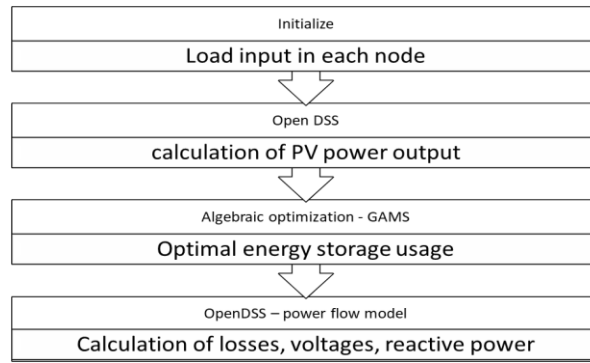 Initialize
Load input in each node
Open DSS
calculation of PV power output
Algebraic optimization - GAMS
Optimal energy storage usage
OpenDSS – power flow model
Calculation of losses, voltages, reactive power